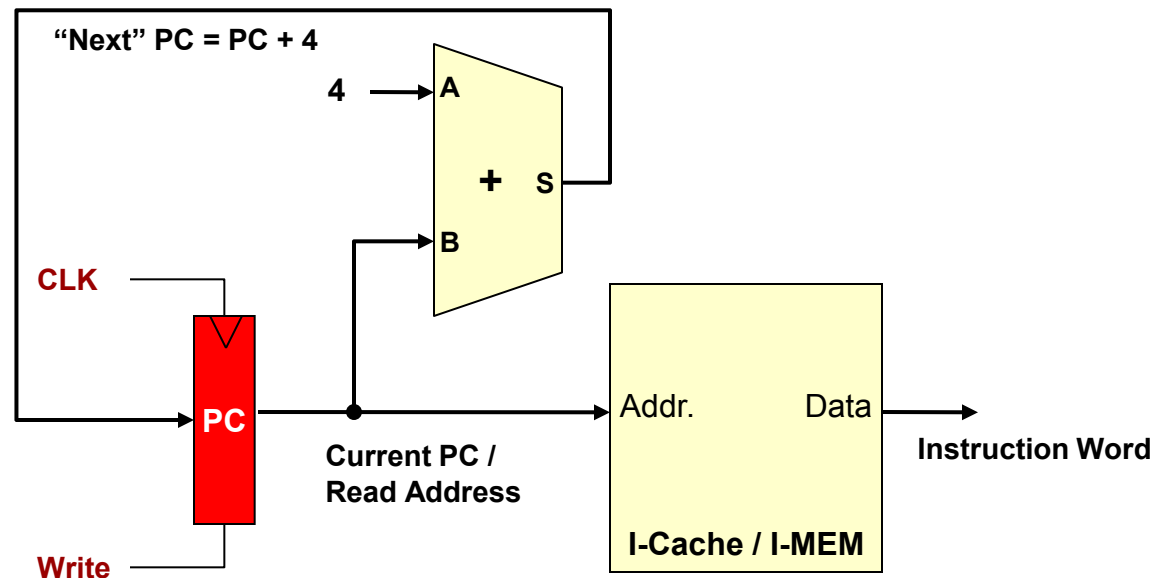 “Next” PC = PC + 4
4
A
+
S
B
CLK
PC
Addr.
Data
Current PC /
Read Address
Instruction Word
I-Cache / I-MEM
Write